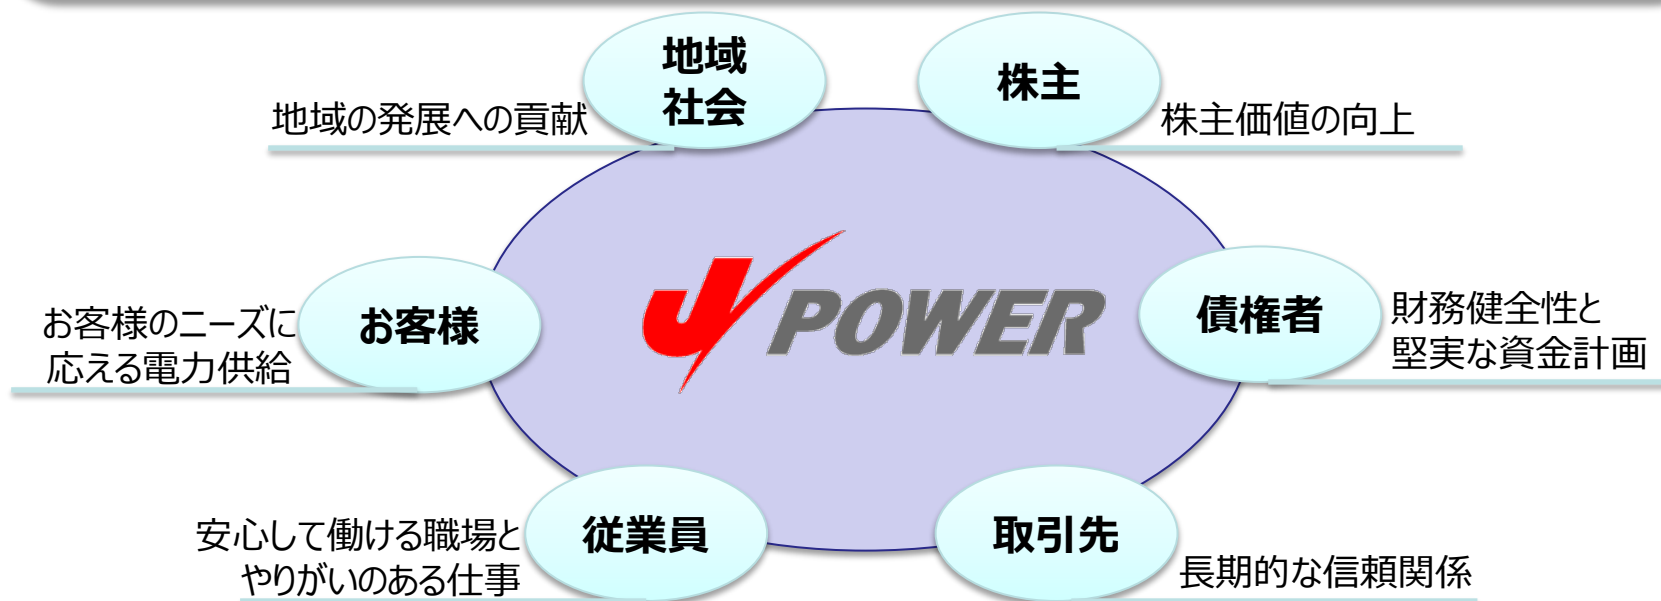 地域
社会
地域の発展への貢献
株主
株主価値の向上
お客様
お客様のニーズに
応える電力供給
J POWER
債権者
財務健全性と
堅実な資金計画
従業員
安心して働ける職場と
やりがいのある仕事
取引先
長期的な信頼関係